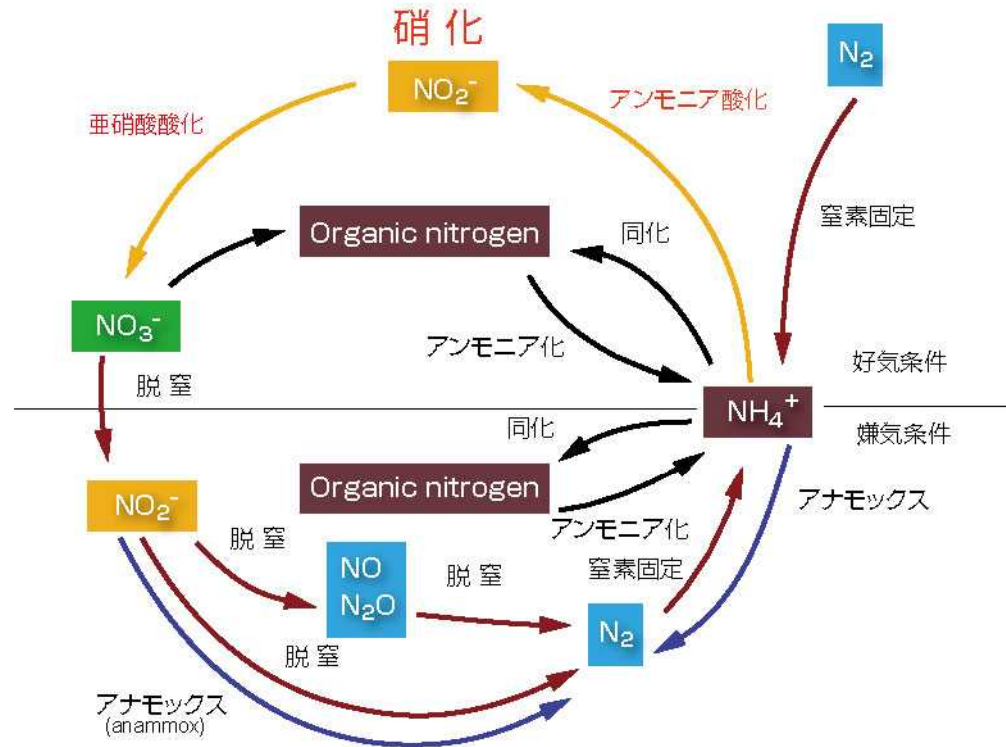 硝 化
N₂
NO₂⁻
アンモニア酸化
亜硝酸酸化
窒素固定
Organic nitrogen
同化
NO₃⁻
アンモニア化
脱 窒
好気条件
NH₄⁺
同化
嫌気条件
Organic nitrogen
アナモックス
NO₂⁻
アンモニア化
脱 窒
窒素固定
NO
N₂O
脱 窒
N₂
脱 窒
アナモックス
(anammox)